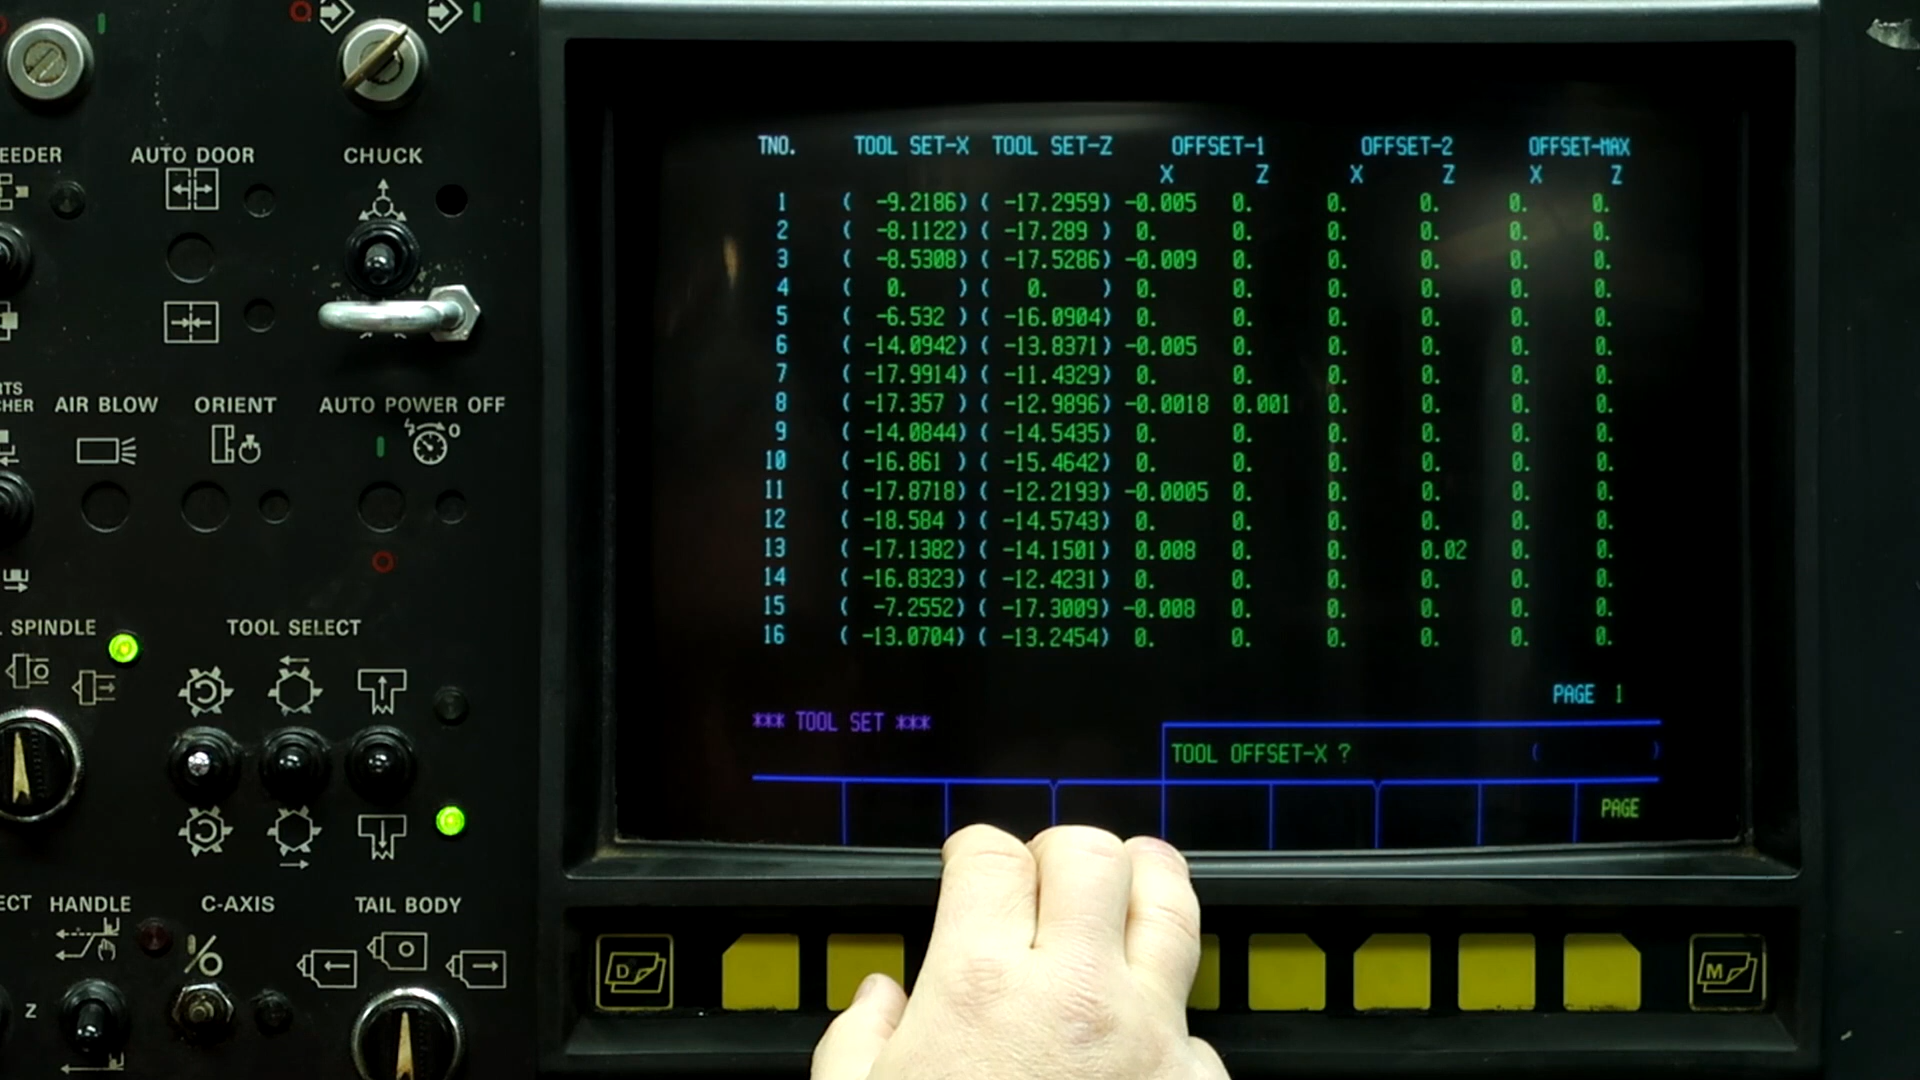 EEDER AUTO DOOR CHUCK
RTS
CHER AIR BLOW ORIENT AUTO POWER OFF
L SPINDLE TOOL SELECT
ECT HANDLE C-AXIS TAIL BODY
Z
TNO. TOOL SET-X TOOL SET-Z OFFSET-1 OFFSET-2 OFFSET-MAX
X Z X Z X Z
1 ( -9.2186) ( -17.2959) -0.005 0. 0. 0. 0. 0.
2 ( -8.1122) ( -17.289 ) 0. 0. 0. 0. 0. 0.
3 ( -8.5308) ( -17.5286) -0.009 0. 0. 0. 0. 0.
4 ( 0. ) ( 0. ) 0. 0. 0. 0. 0. 0.
5 ( -6.532 ) ( -16.0904) 0. 0. 0. 0. 0. 0.
6 ( -14.0942) ( -13.8371) -0.005 0. 0. 0. 0. 0.
7 ( -17.9914) ( -11.4329) 0. 0. 0. 0. 0. 0.
8 ( -17.357 ) ( -12.9896) -0.0018 0.001 0. 0. 0. 0.
9 ( -14.0844) ( -14.5435) 0. 0. 0. 0. 0. 0.
10 ( -16.861 ) ( -15.4642) 0. 0. 0. 0. 0. 0.
11 ( -17.8718) ( -12.2193) -0.0005 0. 0. 0. 0. 0.
12 ( -18.584 ) ( -14.5743) 0. 0. 0. 0. 0. 0.
13 ( -17.1382) ( -14.1501) 0.008 0. 0. 0.02 0. 0.
14 ( -16.8323) ( -12.4231) 0. 0. 0. 0. 0. 0.
15 ( -7.2552) ( -17.3009) -0.008 0. 0. 0. 0. 0.
16 ( -13.0704) ( -13.2454) 0. 0. 0. 0. 0. 0.
PAGE 1
*** TOOL SET ***
TOOL OFFSET-X ? ( )
PAGE
D M